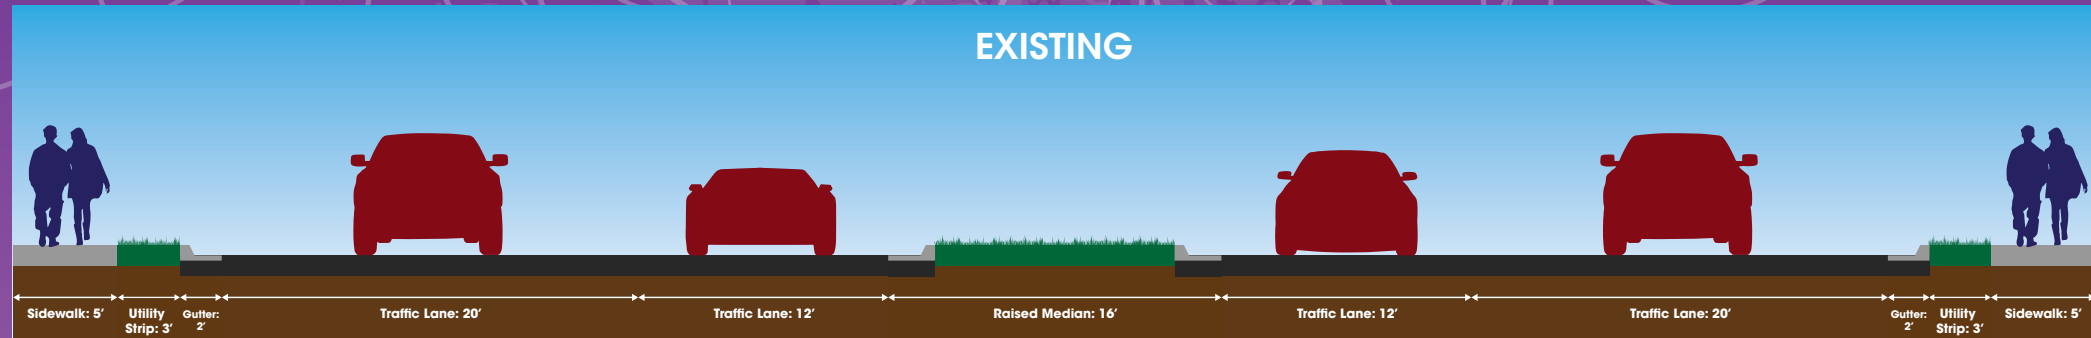 EXISTING
Sidewalk: 5’
Utility
Strip: 3’
Gutter:
2’
Traffic Lane: 20’
Traffic Lane: 12’
Raised Median: 16’
Traffic Lane: 12’
Traffic Lane: 20’
Gutter:
2’
Utility
Strip: 3’
Sidewalk: 5’